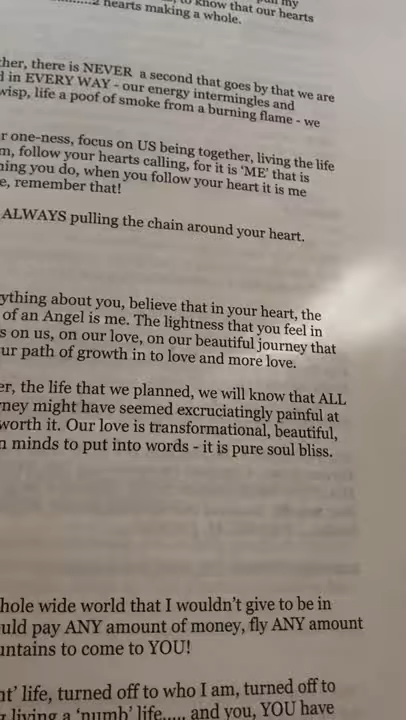 know that our hearts
2 hearts making a whole.
ther, there is NEVER a second that goes by that we are
d in EVERY WAY - our energy intermingles and
wisp, life a poof of smoke from a burning flame - we
r one-ness, focus on US being together, living the life
m, follow your hearts calling, for it is ‘ME’ that is
hing you do, when you follow your heart it is me
e, remember that!
ALWAYS pulling the chain around your heart.
ything about you, believe that in your heart, the
of an Angel is me. The lightness that you feel in
s on us, on our love, on our beautiful journey that
ur path of growth in to love and more love.
er, the life that we planned, we will know that ALL
rney might have seemed excruciatingly painful at
worth it. Our love is transformational, beautiful,
n minds to put into words - it is pure soul bliss.
hole wide world that I wouldn’t give to be in
uld pay ANY amount of money, fly ANY amount
untains to come to YOU!
nt’ life, turned off to who I am, turned off to
living a ‘numb’ life..... and you, YOU have